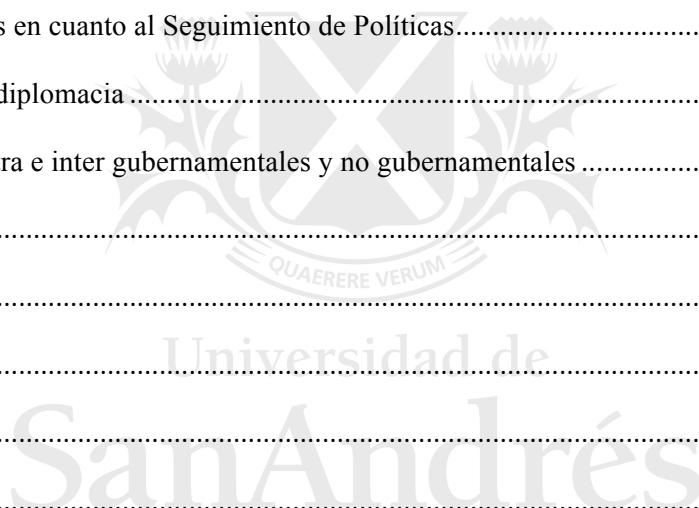 s en cuanto al Seguimiento de Políticas..............................
diplomacia ..............................................................................
ra e inter gubernamentales y no gubernamentales ................
....................................................................................................
QUAERERE VERUM
....................................................................................................
Universidad de
....................................................................................................
SanAndrés
....................................................................................................
....................................................................................................